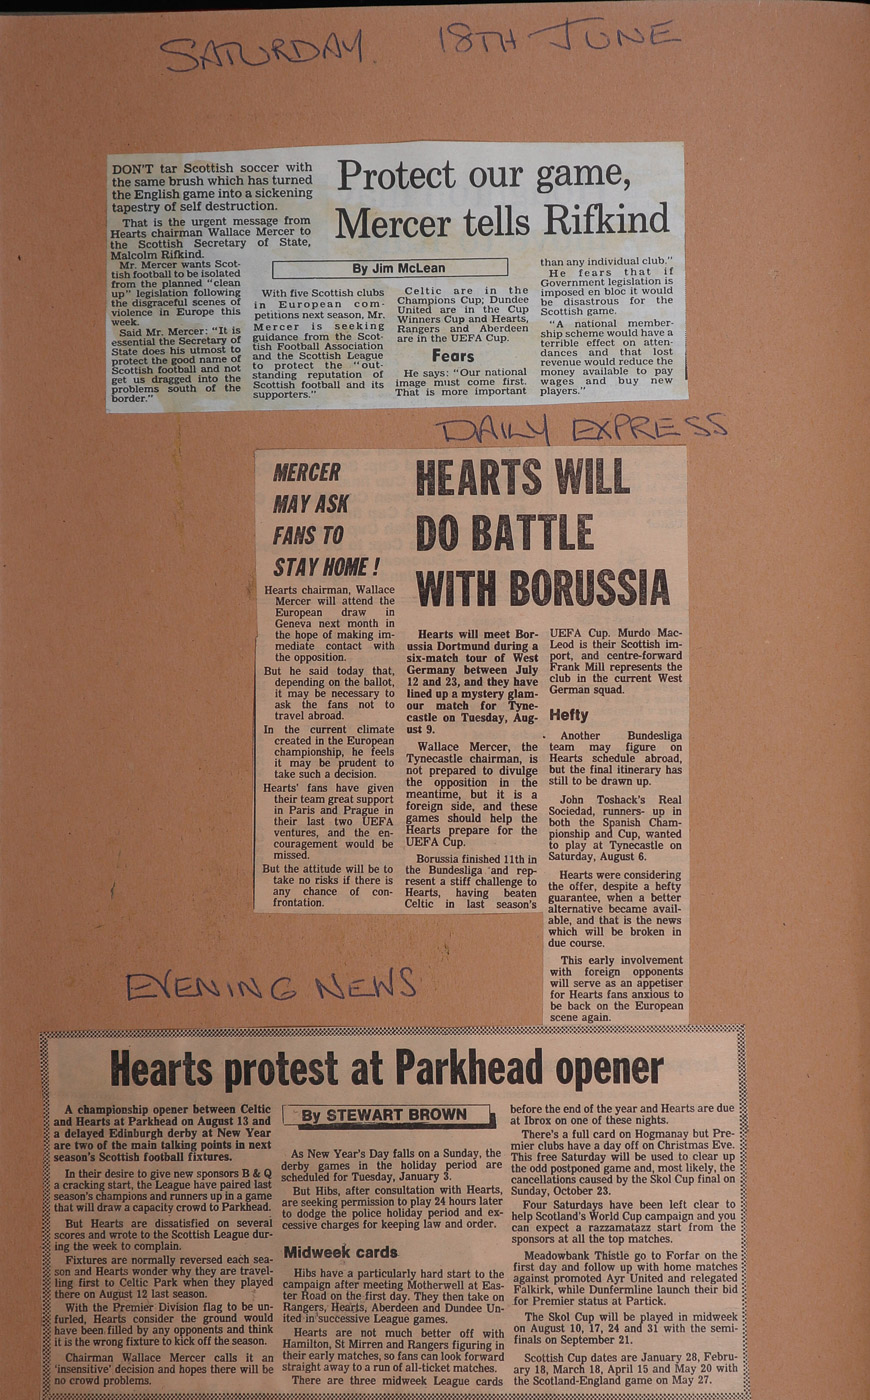 SATURDAY 18TH JUNE
Protect our game,
Mercer tells Rifkind
By Jim McLean
DON'T tar Scottish soccer with
the same brush which has turned
the English game into a sickening
tapestry of self destruction.
That is the urgent message from
Hearts chairman Wallace Mercer to
the Scottish Secretary of State,
Malcolm Rifkind.
Mr. Mercer wants Scot-
tish football to be isolated
from the planned "clean
up" legislation following
the disgraceful scenes of
violence in Europe this
week.
Said Mr. Mercer: "It is
essential the Secretary of
State does his utmost to
protect the good name of
Scottish football and not
get us dragged into the
problems south of the
border."
With five Scottish clubs
in European com-
petitions next season, Mr.
Mercer is seeking
guidance from the Scot-
tish Football Association
and the Scottish League
to protect the "out-
standing reputation of
Scottish football and its
supporters."
Celtic are in the
Champions Cup; Dundee
United are in the Cup
Winners Cup and Hearts,
Rangers and Aberdeen
are in the UEFA Cup.
Fears
He says: "Our national
image must come first.
That is more important
than any individual club."
He fears that if
Government legislation is
imposed en bloc it would
be disastrous for the
Scottish game.
"A national member-
ship scheme would have a
terrible effect on atten-
dances and that lost
revenue would reduce the
money available to pay
wages and buy new
players."
DAILY EXPRESS
MERCER
MAY ASK
FANS TO
STAY HOME!
Hearts chairman, Wallace
Mercer will attend the
European draw in
Geneva next month in
the hope of making im-
mediate contact with
the opposition.
But he said today that,
depending on the ballot,
it may be necessary to
ask the fans not to
travel abroad.
In the current climate
created in the European
championship, he feels
it may be prudent to
take such a decision.
Hearts' fans have given
their team great support
in Paris and Prague in
their last two UEFA
ventures, and the en-
couragement would be
missed.
But the attitude will be to
take no risks if there is
any chance of con-
frontation.
HEARTS WILL
DO BATTLE
WITH BORUSSIA
Hearts will meet Bor-
ussia Dortmund during a
six-match tour of West
Germany between July
12 and 23, and they have
lined up a mystery glam-
our match for Tyne-
castle on Tuesday, Aug-
ust 9.
Wallace Mercer, the
Tynecastle chairman, is
not prepared to divulge
the opposition in the
meantime, but it is a
foreign side, and these
games should help the
Hearts prepare for the
UEFA Cup.
Borussia finished 11th in
the Bundesliga and rep-
resent a stiff challenge to
Hearts, having beaten
Celtic in last season's
UEFA Cup. Murdo Mac-
Leod is their Scottish im-
port, and centre-forward
Frank Mill represents the
club in the current West
German squad.
Hefty
Another Bundesliga
team may figure on
Hearts schedule abroad,
but the final itinerary has
still to be drawn up.
John Toshack's Real
Sociedad, runners- up in
both the Spanish Cham-
pionship and Cup, wanted
to play at Tynecastle on
Saturday, August 6.
Hearts were considering
the offer, despite a hefty
guarantee, when a better
alternative became avail-
able, and that is the news
which will be broken in
due course.
This early involvement
with foreign opponents
will serve as an appetiser
for Hearts fans anxious to
be back on the European
scene again.
EVENING NEWS
Hearts protest at Parkhead opener
A championship opener between Celtic
and Hearts at Parkhead on August 13 and
a delayed Edinburgh derby at New Year
are two of the main talking points in next
season's Scottish football fixtures.
In their desire to give new sponsors B & Q
a cracking start, the League have paired last
season's champions and runners up in a game
that will draw a capacity crowd to Parkhead.
But Hearts are dissatisfied on several
scores and wrote to the Scottish League dur-
ing the week to complain.
Fixtures are normally reversed each sea-
son and Hearts wonder why they are travel-
ling first to Celtic Park when they played
there on August 12 last season.
With the Premier Division flag to be un-
furled, Hearts consider the ground would
have been filled by any opponents and think
it is the wrong fixture to kick off the season.
Chairman Wallace Mercer calls it an
'insensitive' decision and hopes there will be
no crowd problems.
By STEWART BROWN
As New Year's Day falls on a Sunday, the
derby games in the holiday period are
scheduled for Tuesday, January 3.
But Hibs, after consultation with Hearts,
are seeking permission to play 24 hours later
to dodge the police holiday period and ex-
cessive charges for keeping law and order.
Midweek cards
Hibs have a particularly hard start to the
campaign after meeting Motherwell at Eas-
ter Road on the first day. They then take on
Rangers, Hearts, Aberdeen and Dundee Un-
ited in successive League games.
Hearts are not much better off with
Hamilton, St Mirren and Rangers figuring in
their early matches, so fans can look forward
straight away to a run of all-ticket matches.
There are three midweek League cards
before the end of the year and Hearts are due
at Ibrox on one of these nights.
There's a full card on Hogmanay but Pre-
mier clubs have a day off on Christmas Eve.
This free Saturday will be used to clear up
the odd postponed game and, most likely, the
cancellations caused by the Skol Cup final on
Sunday, October 23.
Four Saturdays have been left clear to
help Scotland's World Cup campaign and you
can expect a razzamatazz start from the
sponsors at all the top matches.
Meadowbank Thistle go to Forfar on the
first day and follow up with home matches
against promoted Ayr United and relegated
Falkirk, while Dunfermline launch their bid
for Premier status at Partick.
The Skol Cup will be played in midweek
on August 10, 17, 24 and 31 with the semi-
finals on September 21.
Scottish Cup dates are January 28, Febru-
ary 18, March 18, April 15 and May 20 with
the Scotland-England game on May 27.